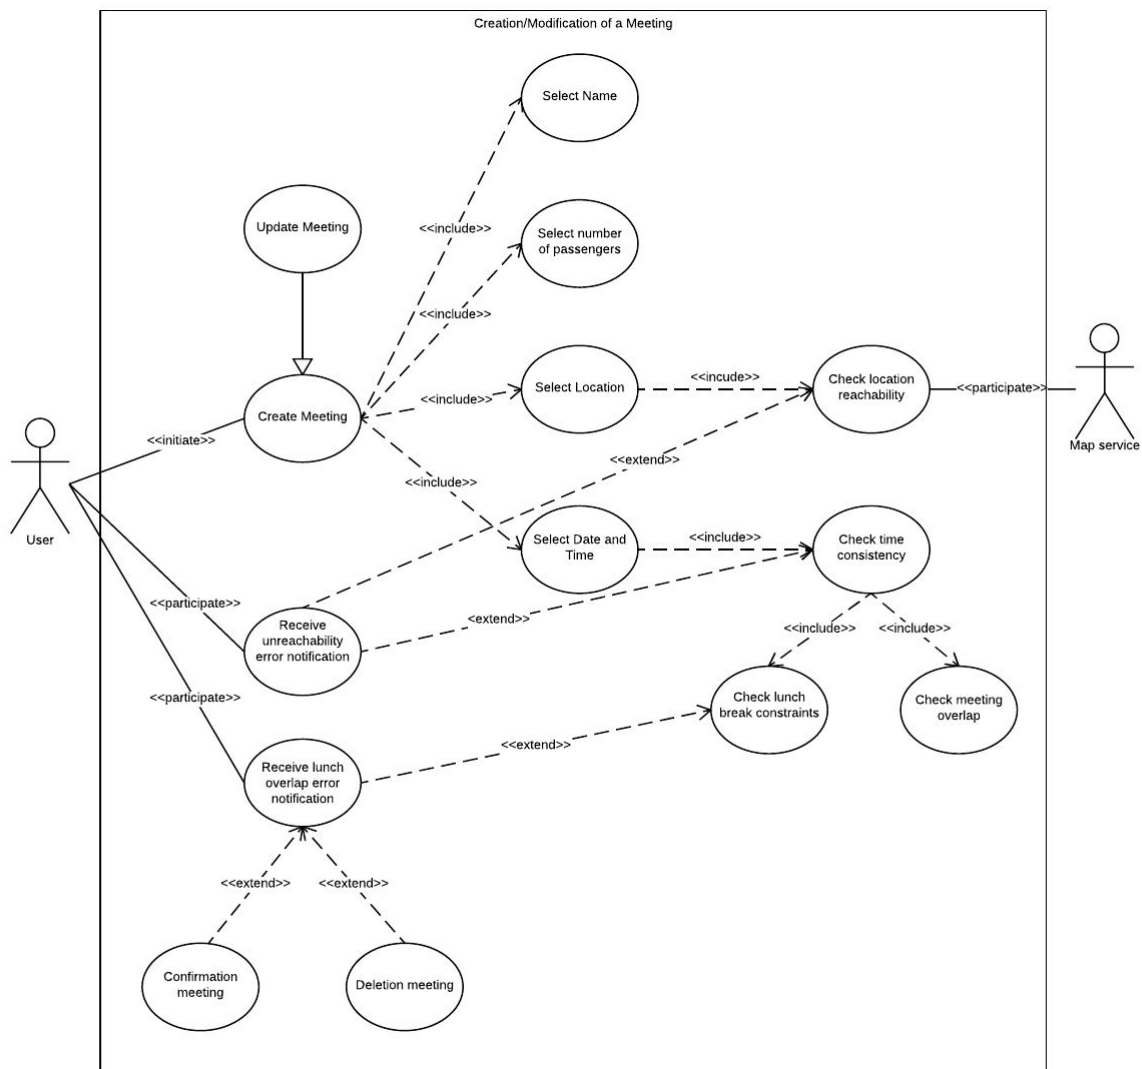 Creation/Modification of a Meeting
Select Name
Update Meeting
<<include>>
Select number
of passengers
<<include>>
Select Location
<<incude>>
Check location
reachability
<<participate>>
Map service
<<include>>
Create Meeting
<<initiate>>
User
<<extend>>
<<include>>
Select Date and
Time
<<include>>
Check time
consistency
<<participate>>
Receive
unreachability
error notification
<extend>>
<<include>>
<<include>>
<<participate>>
Check lunch
break constraints
Check meeting
overlap
<<extend>>
Receive lunch
overlap error
notification
<<extend>>
<<extend>>
Confirmation
meeting
Deletion meeting